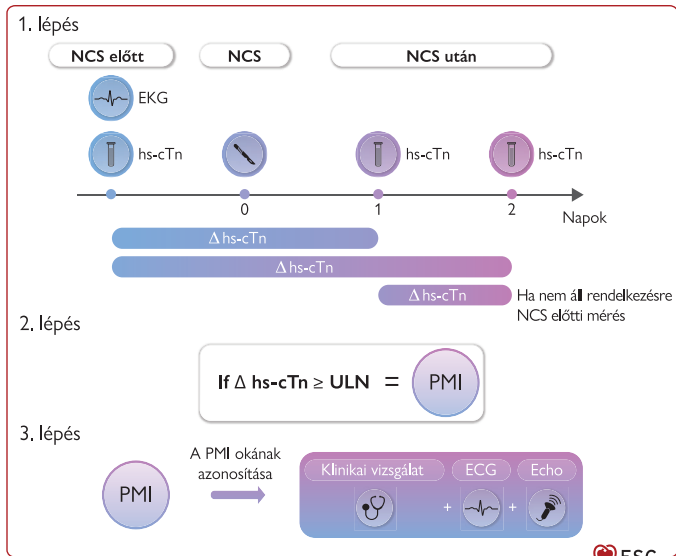 1. lépés
NCS előtt
NCS
NCS után
EKG
hs-cTn
hs-cTn
hs-cTn
0
1
2
Napok
Δ hs-cTn
Δ hs-cTn
Δ hs-cTn
Ha nem áll rendelkezésre
NCS előtti mérés
2. lépés
If Δ hs-cTn ≥ ULN = PMI
3. lépés
PMI
A PMI okának
azonosítása
Klinikai vizsgálat
ECG
Echo
+
+
ESC